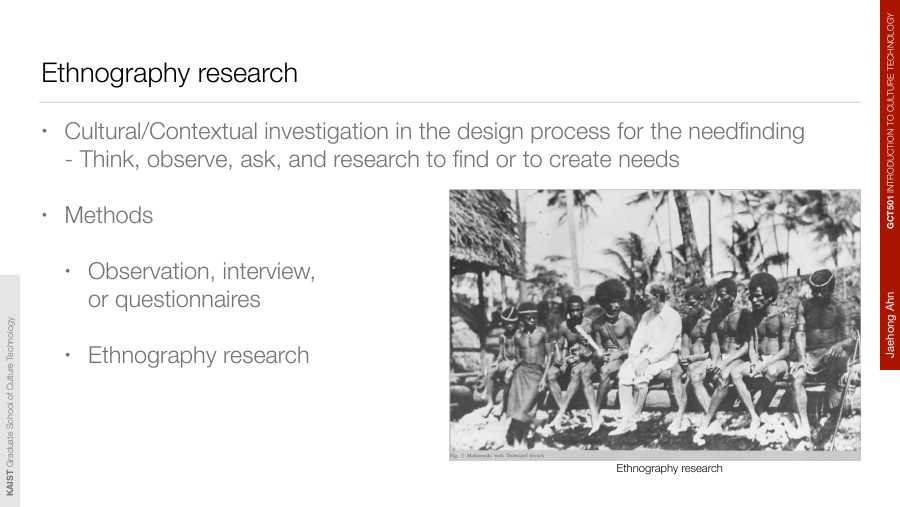 Ethnography research
• Cultural/Contextual investigation in the design process for the needfinding
- Think, observe, ask, and research to find or to create needs
• Methods
• Observation, interview,
or questionnaires
• Ethnography research
Ethnography research
GCT501 INTRODUCTION TO CULTURE TECHNOLOGY
Jaehong Ahn
KAIST Graduate School of Culture Technology